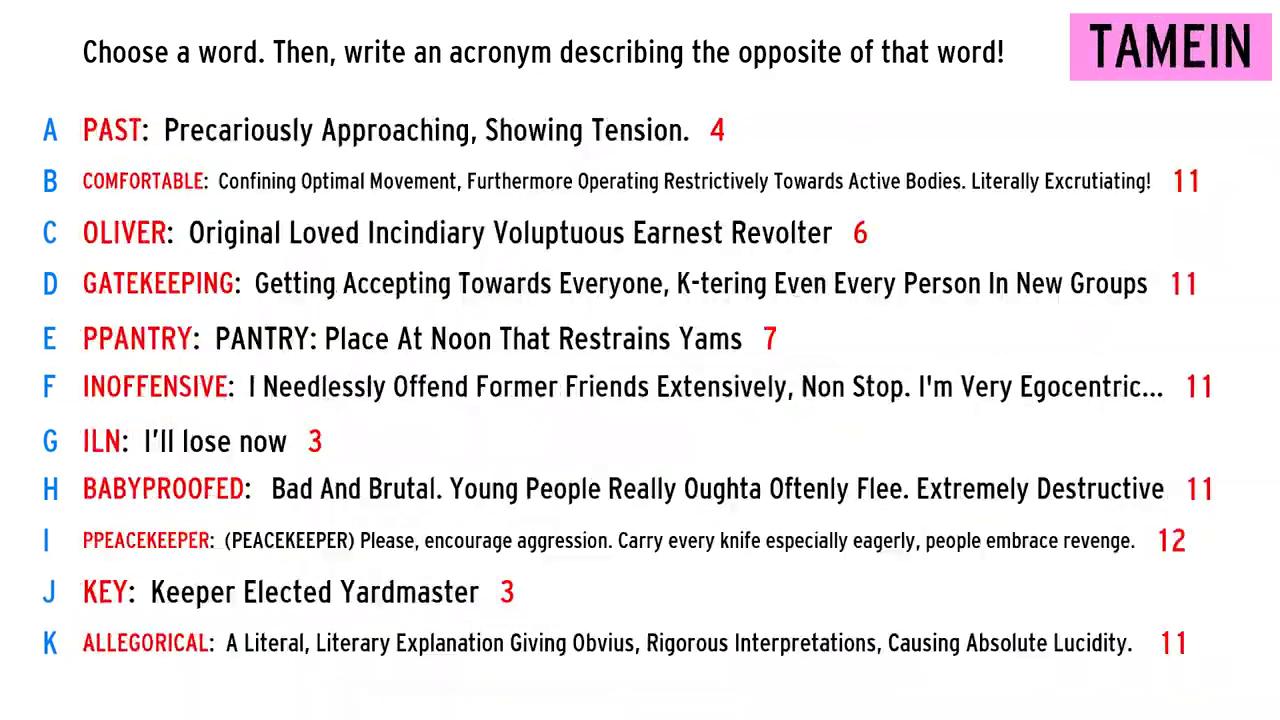 Choose a word. Then, write an acronym describing the opposite of that word!
TAMEIN
A PAST: Precariously Approaching, Showing Tension. 4
B COMFORTABLE: Confining Optimal Movement, Furthermore Operating Restrictively Towards Active Bodies. Literally Excrutiating! 11
C OLIVER: Original Loved Incindiary Voluptuous Earnest Revolter 6
D GATEKEEPING: Getting Accepting Towards Everyone, K-tering Even Every Person In New Groups 11
E PPANTRY: PANTRY: Place At Noon That Restrains Yams 7
F INOFFENSIVE: I Needlessly Offend Former Friends Extensively, Non Stop. I'm Very Egocentric... 11
G ILN: I’ll lose now 3
H BABYPROOFED: Bad And Brutal. Young People Really Oughta Oftenly Flee. Extremely Destructive 11
I PPEACEKEEPER: (PEACEKEEPER) Please, encourage aggression. Carry every knife especially eagerly, people embrace revenge. 12
J KEY: Keeper Elected Yardmaster 3
K ALLEGORICAL: A Literal, Literary Explanation Giving Obvius, Rigorous Interpretations, Causing Absolute Lucidity. 11